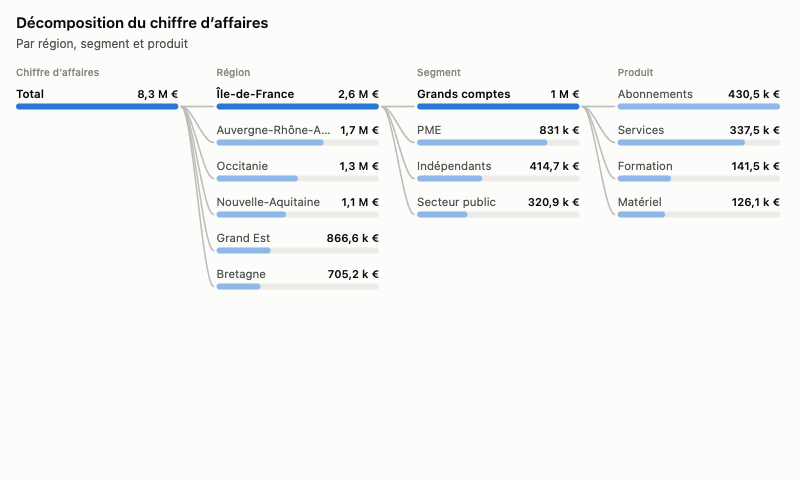 Décomposition du chiffre d’affaires
Par région, segment et produit
Chiffre d’affaires
Total 8,3 M €
Région
Île-de-France 2,6 M €
Auvergne-Rhône-A… 1,7 M €
Occitanie 1,3 M €
Nouvelle-Aquitaine 1,1 M €
Grand Est 866,6 k €
Bretagne 705,2 k €
Segment
Grands comptes 1 M €
PME 831 k €
Indépendants 414,7 k €
Secteur public 320,9 k €
Produit
Abonnements 430,5 k €
Services 337,5 k €
Formation 141,5 k €
Matériel 126,1 k €